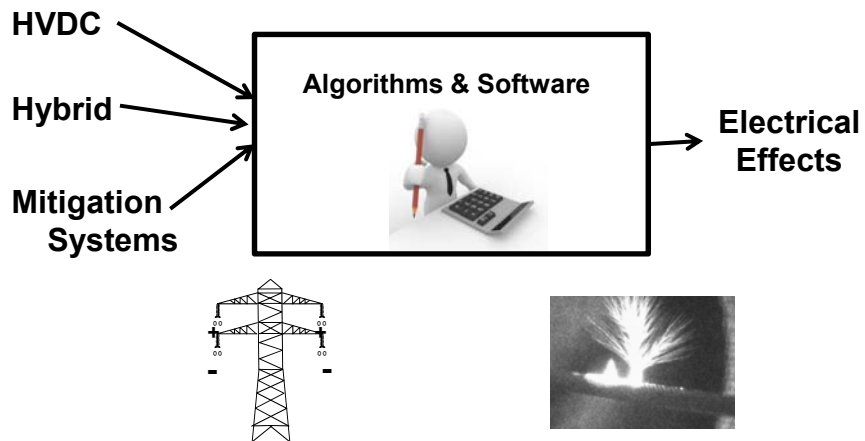 HVDC
Hybrid
Mitigation
Systems
Algorithms & Software
Electrical
Effects
+ +
- -